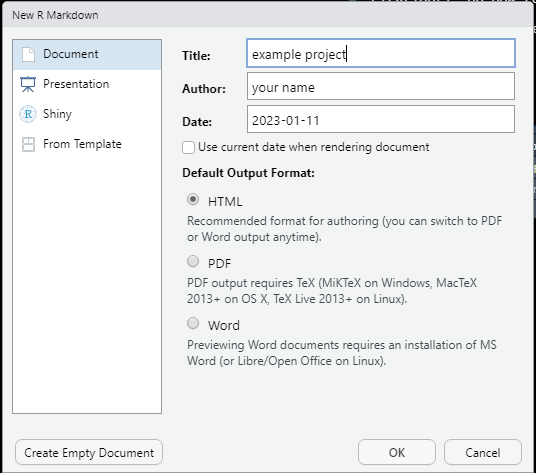 New R Markdown
Document
Presentation
R Shiny
From Template
Title: example project
Author: your name
Date: 2023-01-11
Use current date when rendering document
Default Output Format:
HTML
Recommended format for authoring (you can switch to PDF
or Word output anytime).
PDF
PDF output requires TeX (MiKTeX on Windows, MacTeX
2013+ on OS X, TeX Live 2013+ on Linux).
Word
Previewing Word documents requires an installation of MS
Word (or Libre/Open Office on Linux).
Create Empty Document
OK
Cancel